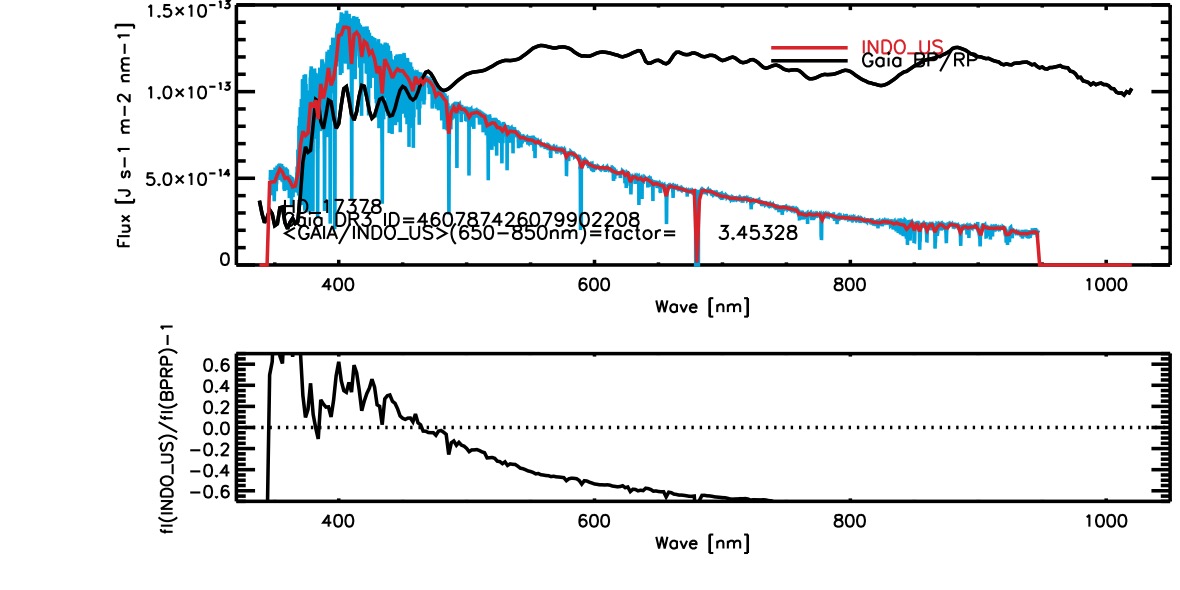 1.5×10−13
1.0×10−13
5.0×10−14
0
Flux [J s−1 m−2 nm−1]
INDO_US
Gaia BP/RP
HD 17378
Gaia DR3 ID=460787426079902208
<GAIA/INDO_US>(650−850nm)=factor= 3.45328
400 600 800 1000
Wave [nm]
fl(INDO_US)/fl(BPRP)−1
0.6
0.4
0.2
0.0
−0.2
−0.4
−0.6
400 600 800 1000
Wave [nm]